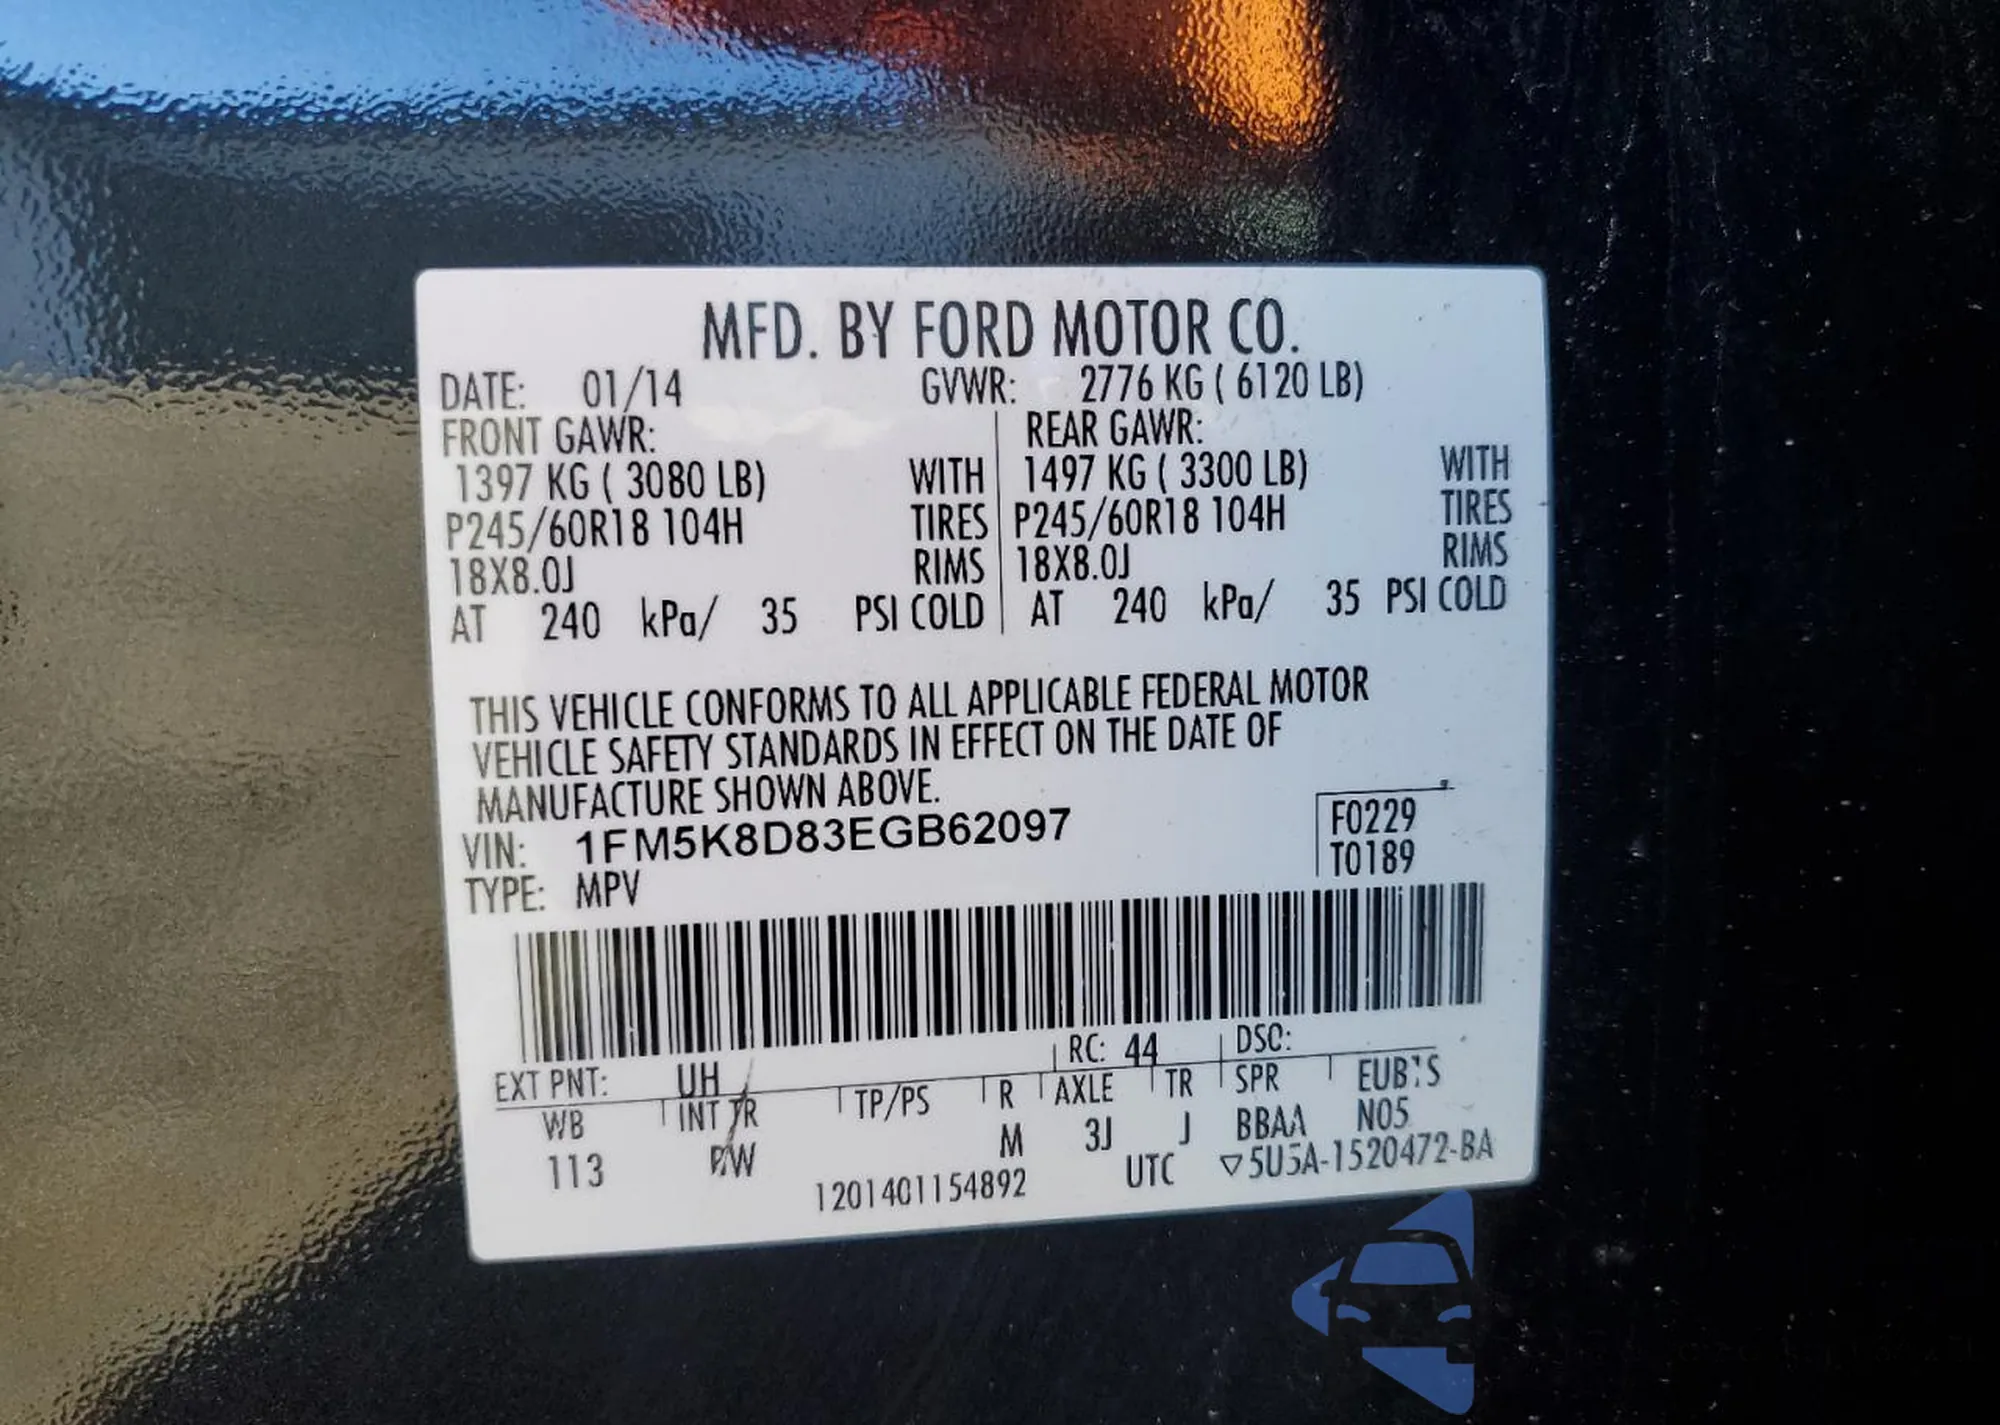 MFD. BY FORD MOTOR CO.
DATE: 01/14 GVWR: 2776 KG ( 6120 LB)
FRONT GAWR: REAR GAWR:
1397 KG ( 3080 LB) WITH 1497 KG ( 3300 LB) WITH
P245/60R18 104H TIRES P245/60R18 104H TIRES
18X8.0J RIMS 18X8.0J RIMS
AT 240 kPa/ 35 PSI COLD AT 240 kPa/ 35 PSI COLD
THIS VEHICLE CONFORMS TO ALL APPLICABLE FEDERAL MOTOR
VEHICLE SAFETY STANDARDS IN EFFECT ON THE DATE OF
MANUFACTURE SHOWN ABOVE.
VIN: 1FM5K8D83EGB62097 F0229
TYPE: MPV T0189
EXT PNT: UH RC: 44 DSO:
WB INT TR TP/PS R AXLE TR SPR
113 M 3J J BBAA N05
1201401154892 UTC ▽5U5A-1520472-BA